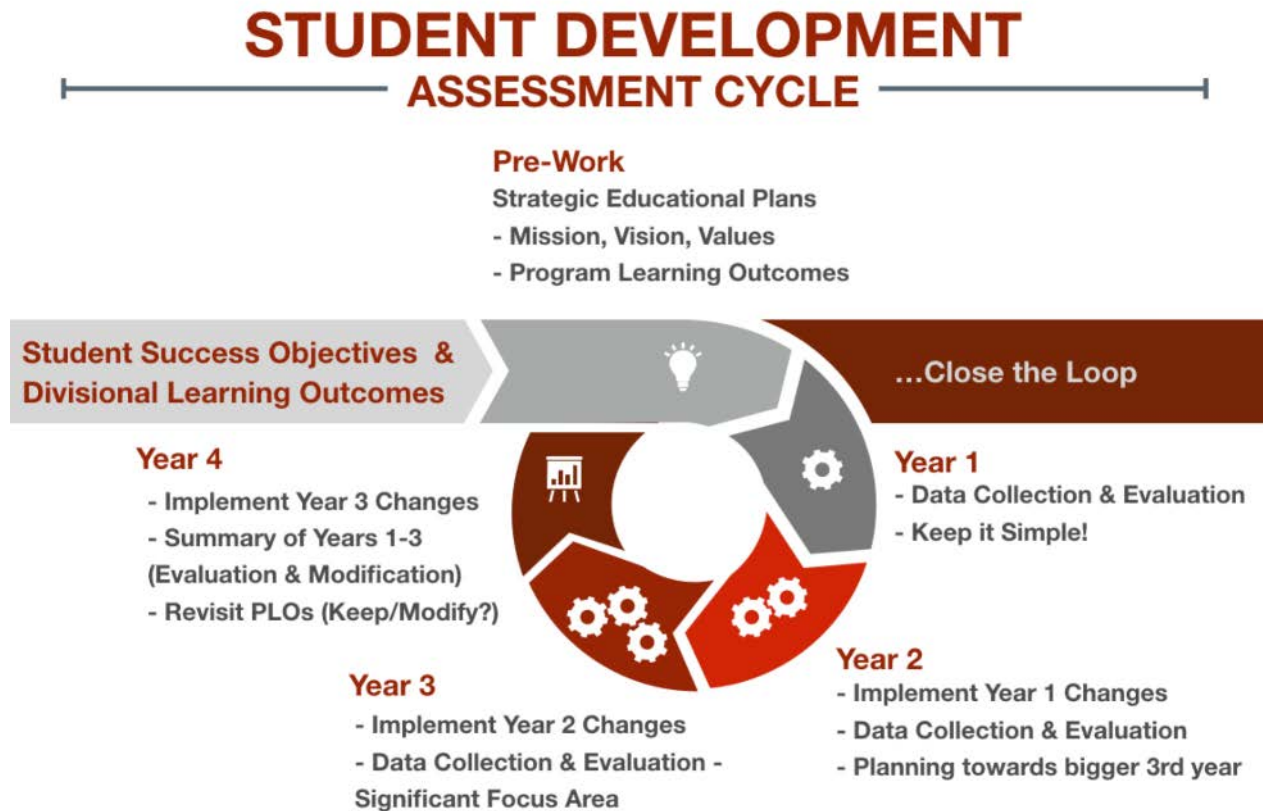 STUDENT DEVELOPMENT
ASSESSMENT CYCLE
Pre-Work
Strategic Educational Plans
- Mission, Vision, Values
- Program Learning Outcomes
Student Success Objectives &
Divisional Learning Outcomes
...Close the Loop
Year 1
- Data Collection & Evaluation
- Keep it Simple!
Year 2
- Implement Year 1 Changes
- Data Collection & Evaluation
- Planning towards bigger 3rd year
Year 3
- Implement Year 2 Changes
- Data Collection & Evaluation -
Significant Focus Area
Year 4
- Implement Year 3 Changes
- Summary of Years 1-3
(Evaluation & Modification)
- Revisit PLOs (Keep/Modify?)